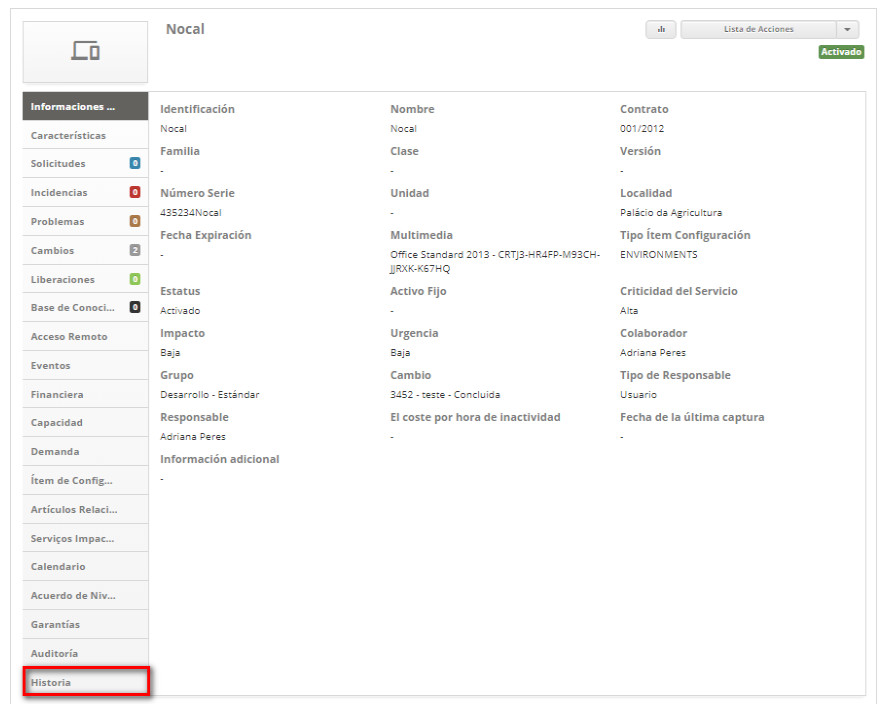 Nocal
Lista de Acciones
Activado
Informaciones ...
Características
Solicitudes 0
Incidencias 0
Problemas 0
Cambios 2
Liberaciones 0
Base de Conoci... 0
Acceso Remoto
Eventos
Financiera
Capacidad
Demanda
Ítem de Config...
Artículos Relaci...
Serviços Impac...
Calendario
Acuerdo de Niv...
Garantías
Auditoría
Historia
Identificación Nombre Contrato
Nocal Nocal 001/2012
Familia Clase Versión
- - -
Número Serie Unidad Localidad
435234Nocal - Palácio da Agricultura
Fecha Expiración Multimedia Tipo Ítem Configuración
- Office Standard 2013 - CRTJ3-HR4FP-M93CH- ENVIRONMENTS
JJRXK-K67HQ
Estatus Activo Fijo Criticidad del Servicio
Activado - Alta
Impacto Urgencia Colaborador
Baja Baja Adriana Peres
Grupo Cambio Tipo de Responsable
Desarrollo - Estándar 3452 - teste - Concluida Usuario
Responsable El coste por hora de inactividad Fecha de la última captura
Adriana Peres - -
Información adicional
-